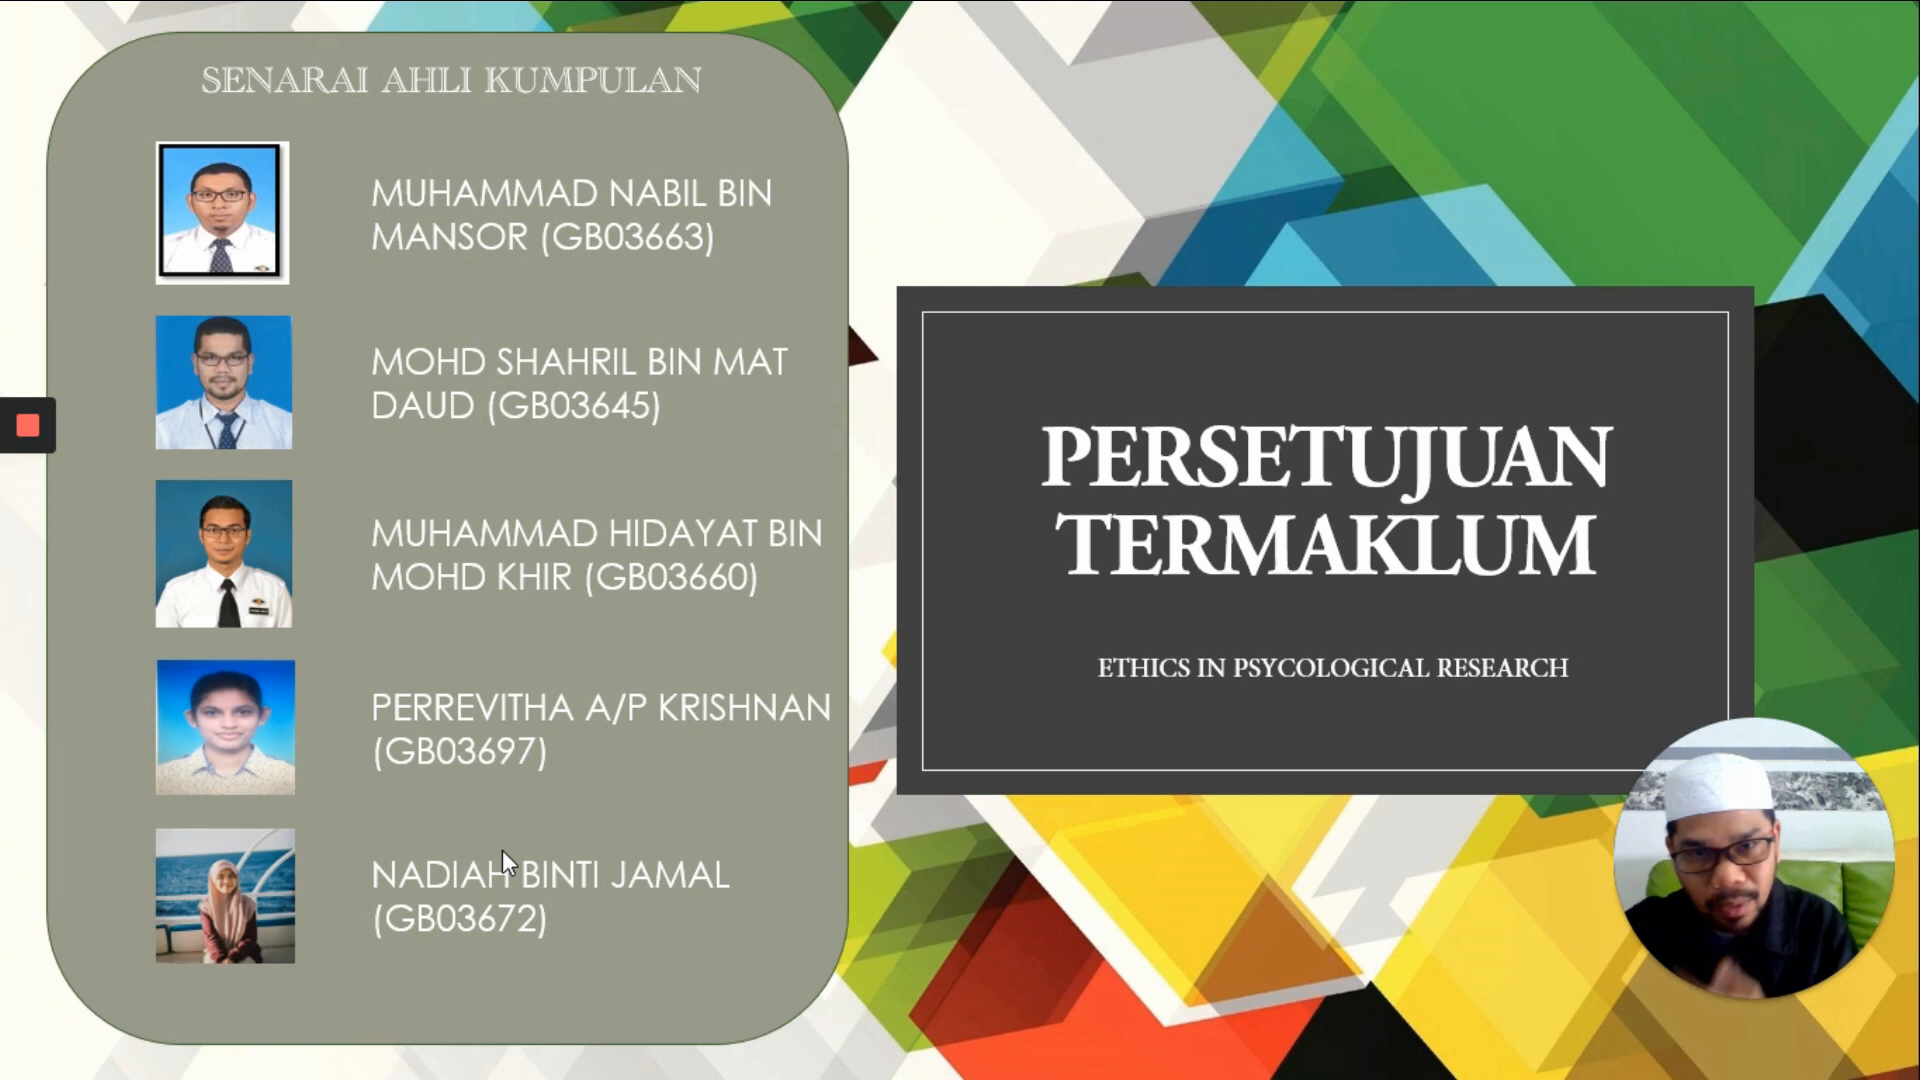 SENARAI AHLI KUMPULAN
MUHAMMAD NABIL BIN
MANSOR (GB03663)
MOHD SHAHRIL BIN MAT
DAUD (GB03645)
MUHAMMAD HIDAYAT BIN
MOHD KHIR (GB03660)
PERREVITHA A/P KRISHNAN
(GB03697)
NADIAH BINTI JAMAL
(GB03672)
PERSETUJUAN
TERMAKLUM
ETHICS IN PSYCOLOGICAL RESEARCH